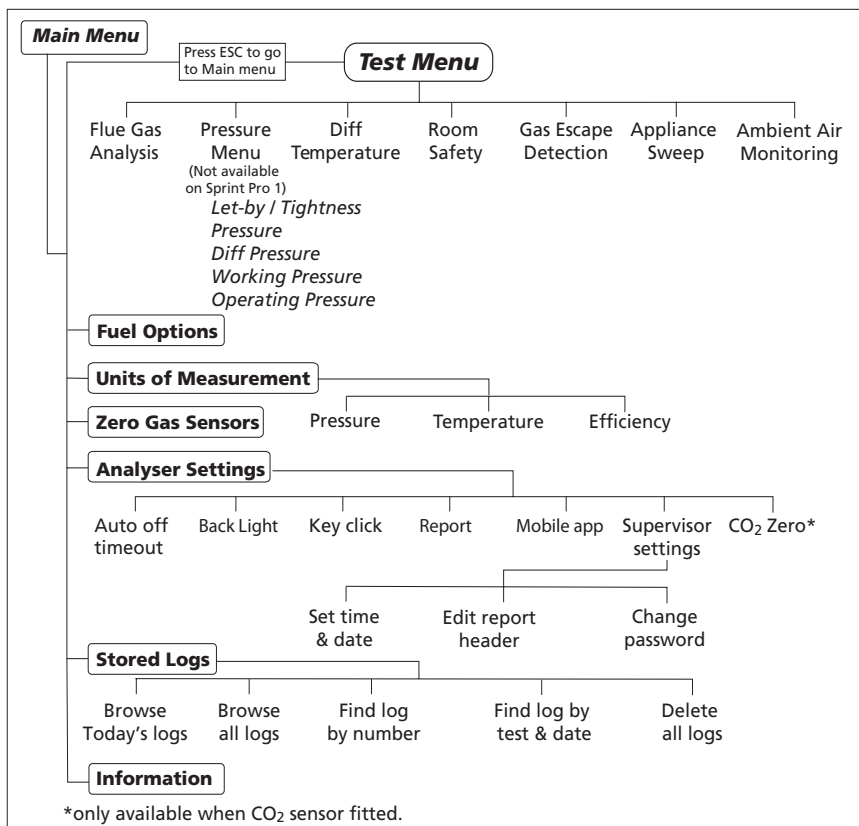 Main Menu
Press ESC to go
to Main menu
Test Menu
Flue Gas
Analysis
Pressure
Menu
(Not available
on Sprint Pro 1)
Let-by / Tightness
Pressure
Diff Pressure
Working Pressure
Operating Pressure
Diff
Temperature
Room
Safety
Gas Escape
Detection
Appliance
Sweep
Ambient Air
Monitoring
Fuel Options
Units of Measurement
Pressure
Temperature
Efficiency
Zero Gas Sensors
Analyser Settings
Auto off
timeout
Back Light
Key click
Report
Mobile app
Supervisor
settings
CO₂ Zero*
Set time
& date
Edit report
header
Change
password
Stored Logs
Browse
Today's logs
Browse
all logs
Find log
by number
Find log by
test & date
Delete
all logs
Information
*only available when CO₂ sensor fitted.